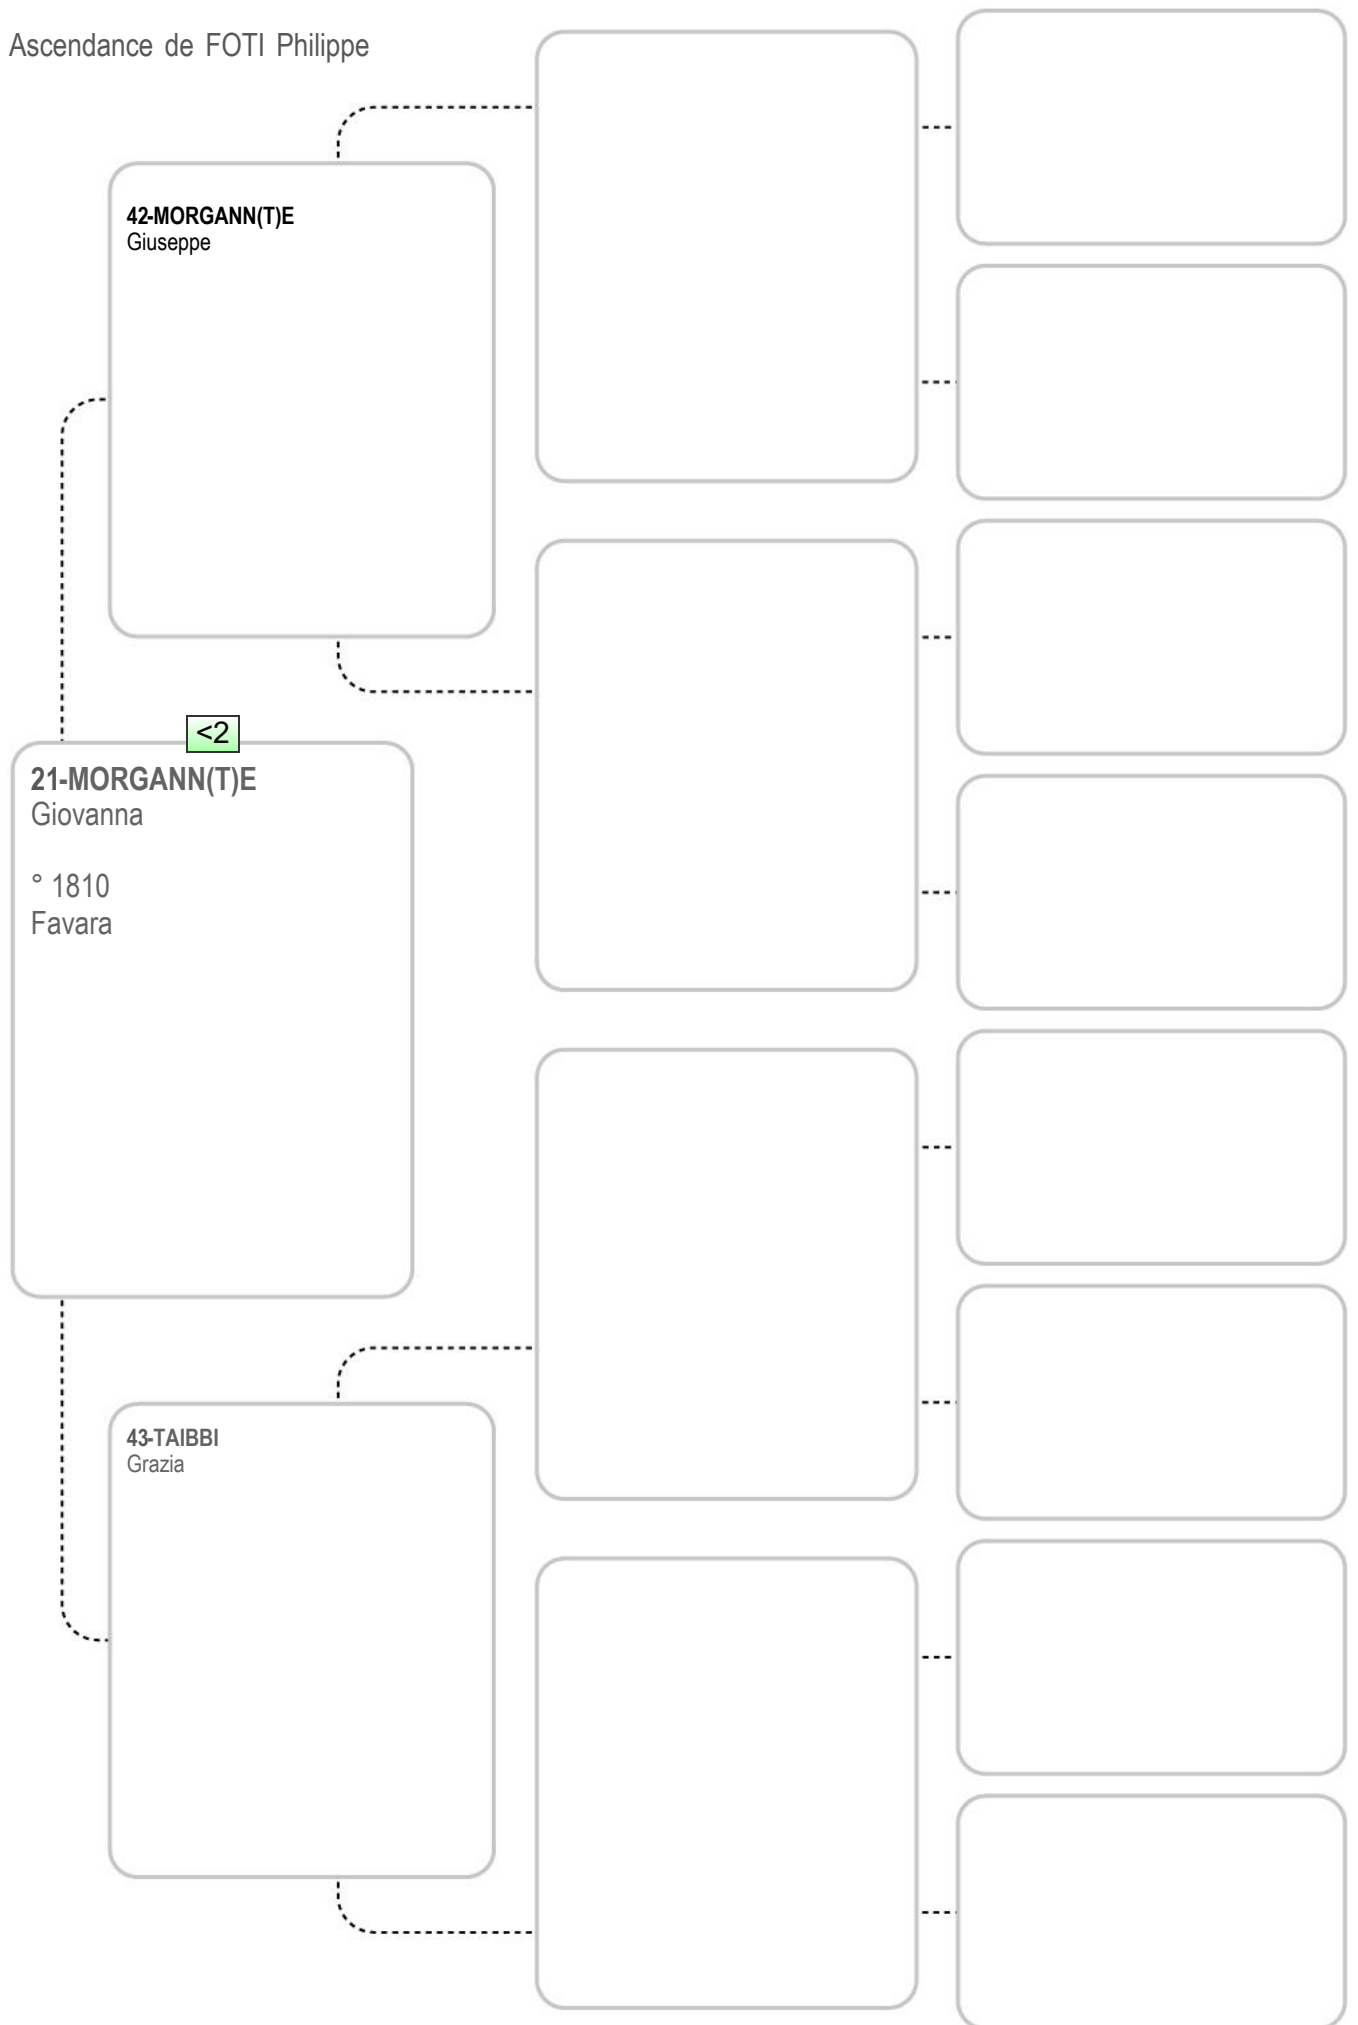 Ascendance de FOTI Philippe
42-MORGANN(T)E
Giuseppe
<2
21-MORGANN(T)E
Giovanna
° 1810
Favara
43-TAIBBI
Grazia